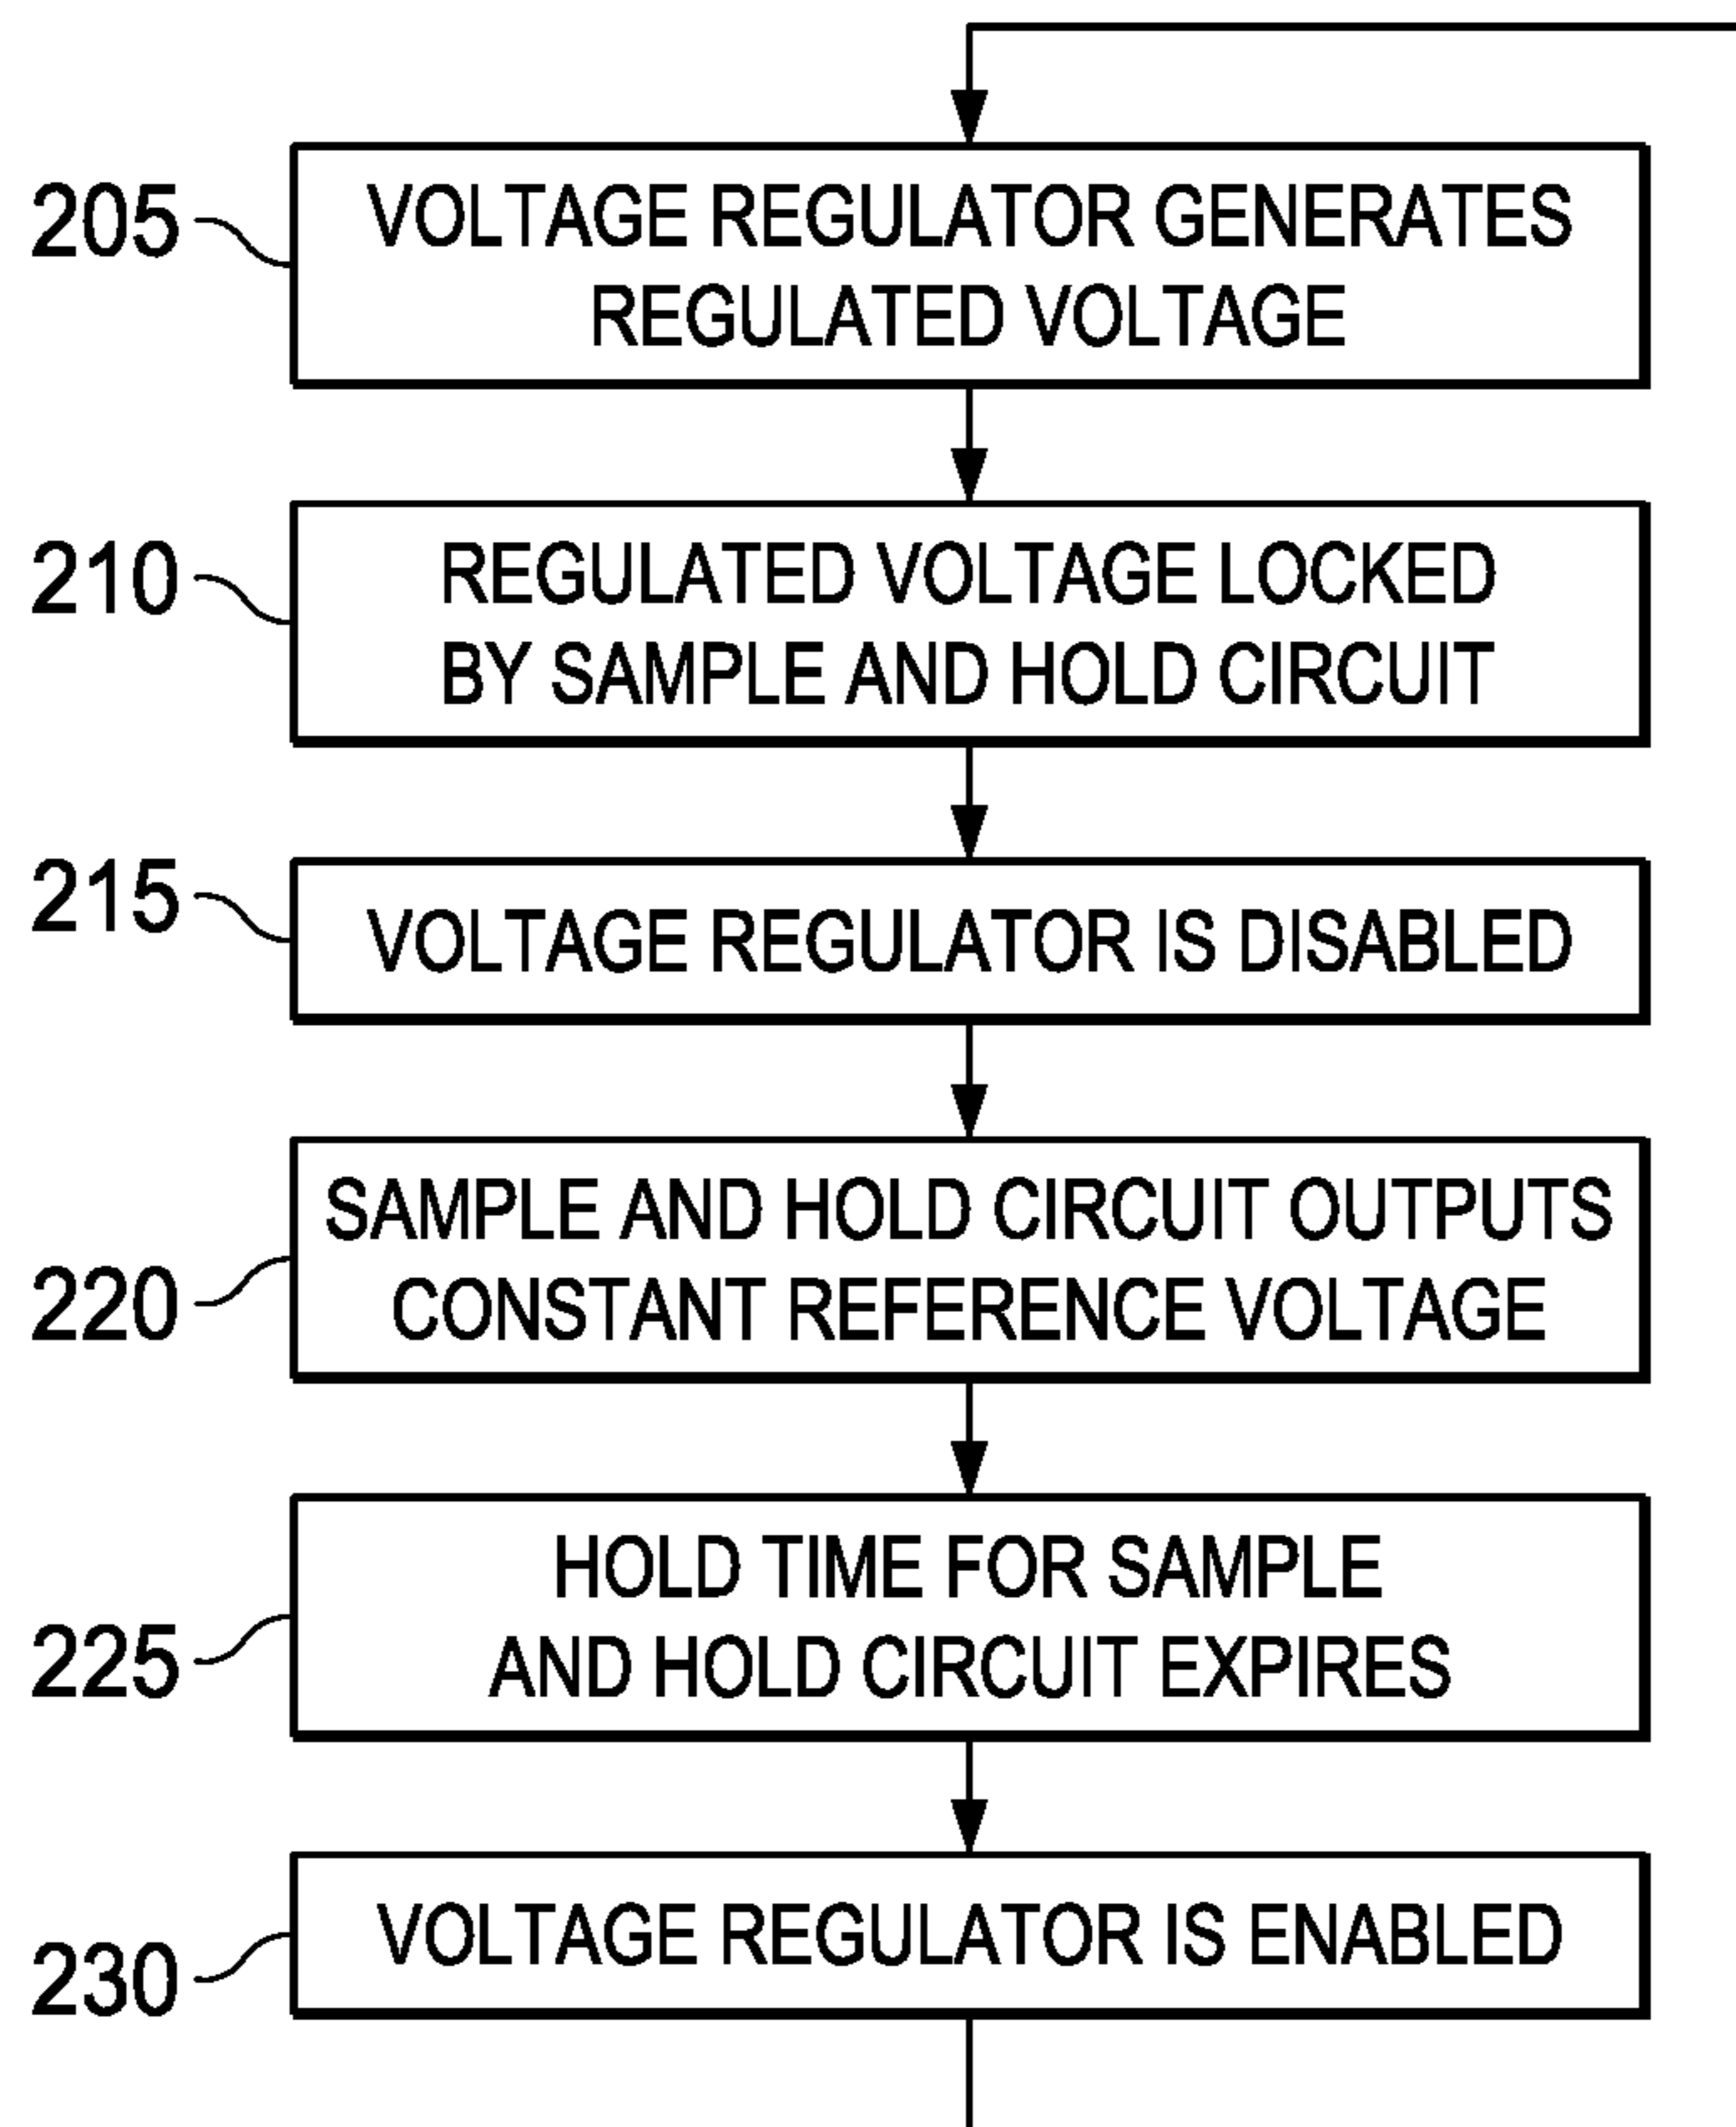 205
VOLTAGE REGULATOR GENERATES
REGULATED VOLTAGE
210
REGULATED VOLTAGE LOCKED
BY SAMPLE AND HOLD CIRCUIT
215
VOLTAGE REGULATOR IS DISABLED
220
SAMPLE AND HOLD CIRCUIT OUTPUTS
CONSTANT REFERENCE VOLTAGE
225
HOLD TIME FOR SAMPLE
AND HOLD CIRCUIT EXPIRES
230
VOLTAGE REGULATOR IS ENABLED